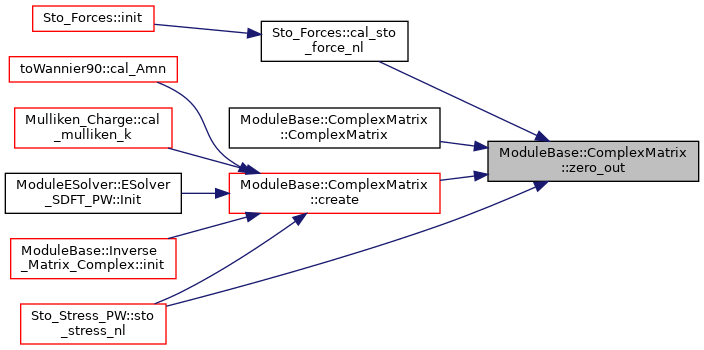 Sto_Forces::init
Sto_Forces::cal_sto
_force_nl
toWannier90::cal_Amn
Mulliken_Charge::cal
_mulliken_k
ModuleBase::ComplexMatrix
::ComplexMatrix
ModuleBase::ComplexMatrix
::zero_out
ModuleESolver::ESolver
_SDFT_PW::Init
ModuleBase::ComplexMatrix
::create
ModuleBase::Inverse
_Matrix_Complex::init
Sto_Stress_PW::sto
_stress_nl